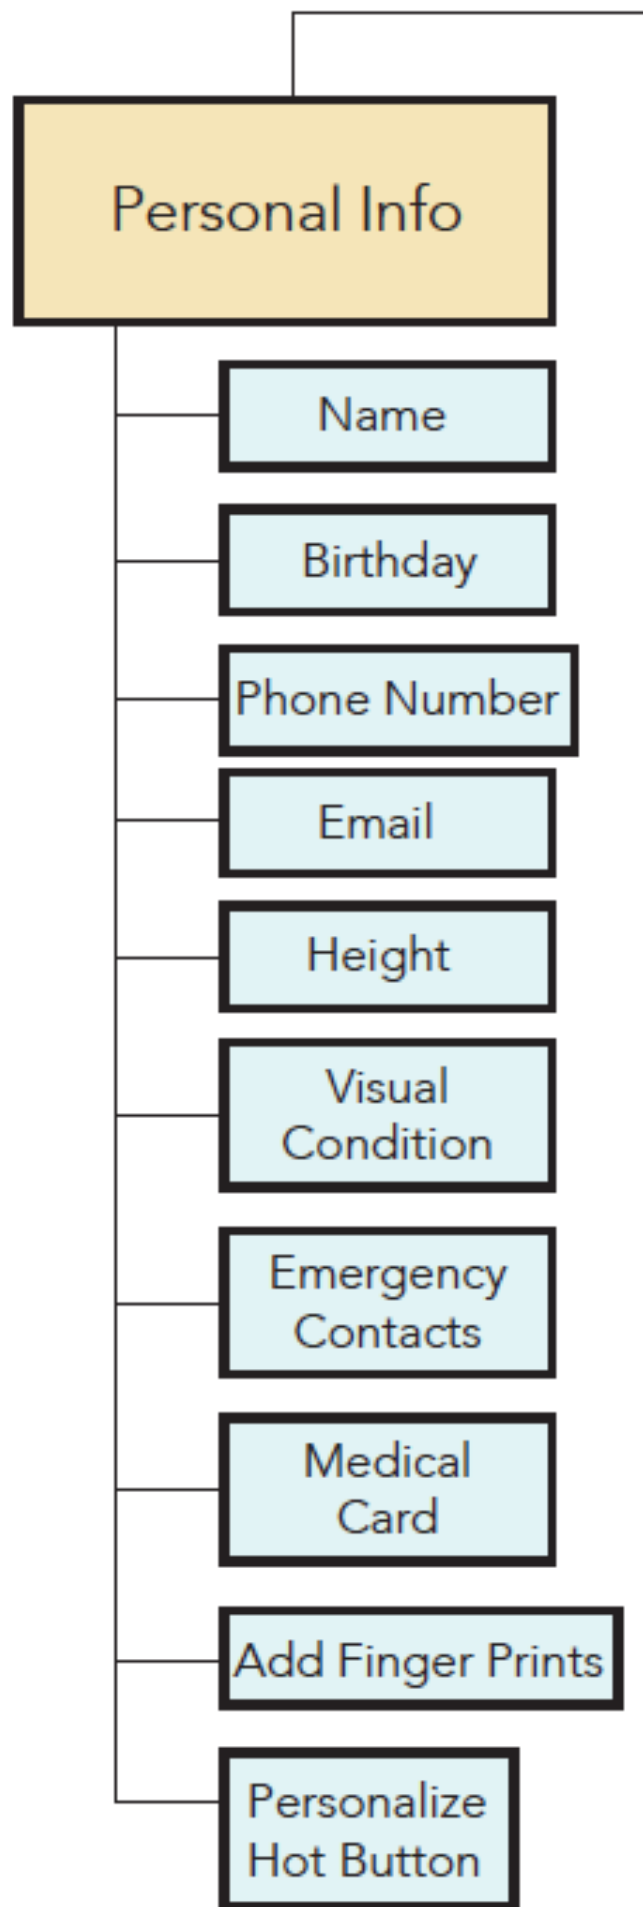 Personal Info
Name
Birthday
Phone Number
Email
Height
Visual
Condition
Emergency
Contacts
Medical
Card
Add Finger Prints
Personalize
Hot Button